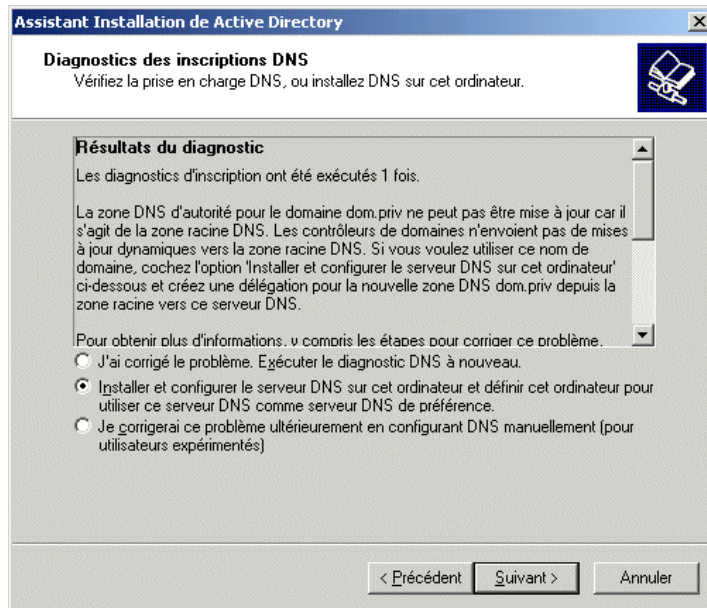 Assistant Installation de Active Directory
Diagnostics des inscriptions DNS
Vérifiez la prise en charge DNS, ou installez DNS sur cet ordinateur.
Résultats du diagnostic
Les diagnostics d'inscription ont été exécutés 1 fois.
La zone DNS d'autorité pour le domaine dom.priv ne peut pas être mise à jour car il
s'agit de la zone racine DNS. Les contrôleurs de domaines n'envoient pas de mises
à jour dynamiques vers la zone racine DNS. Si vous voulez utiliser ce nom de
domaine, cochez l'option 'Installer et configurer le serveur DNS sur cet ordinateur'
ci-dessous et créez une délégation pour la nouvelle zone DNS dom.priv depuis la
zone racine vers ce serveur DNS.
Pour obtenir plus d'informations, y compris les étapes pour corriger ce problème,
J'ai corrigé le problème. Exécuter le diagnostic DNS à nouveau.
Installer et configurer le serveur DNS sur cet ordinateur et définir cet ordinateur pour
utiliser ce serveur DNS comme serveur DNS de préférence.
Je corrigerai ce problème ultérieurement en configurant DNS manuellement (pour
utilisateurs expérimentés)
< Précédent Suivant > Annuler